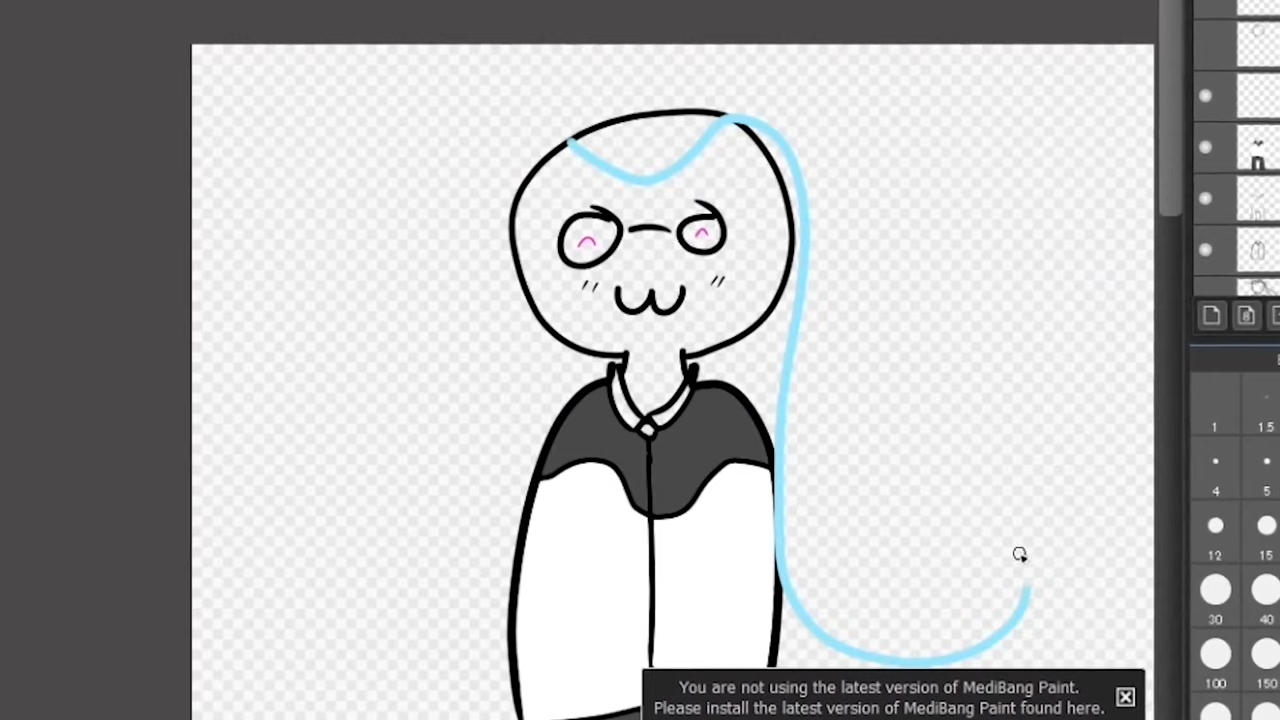 1 1.5
4 5
12 15
30 40
100 150
You are not using the latest version of MediBang Paint.
Please install the latest version of MediBang Paint found here.